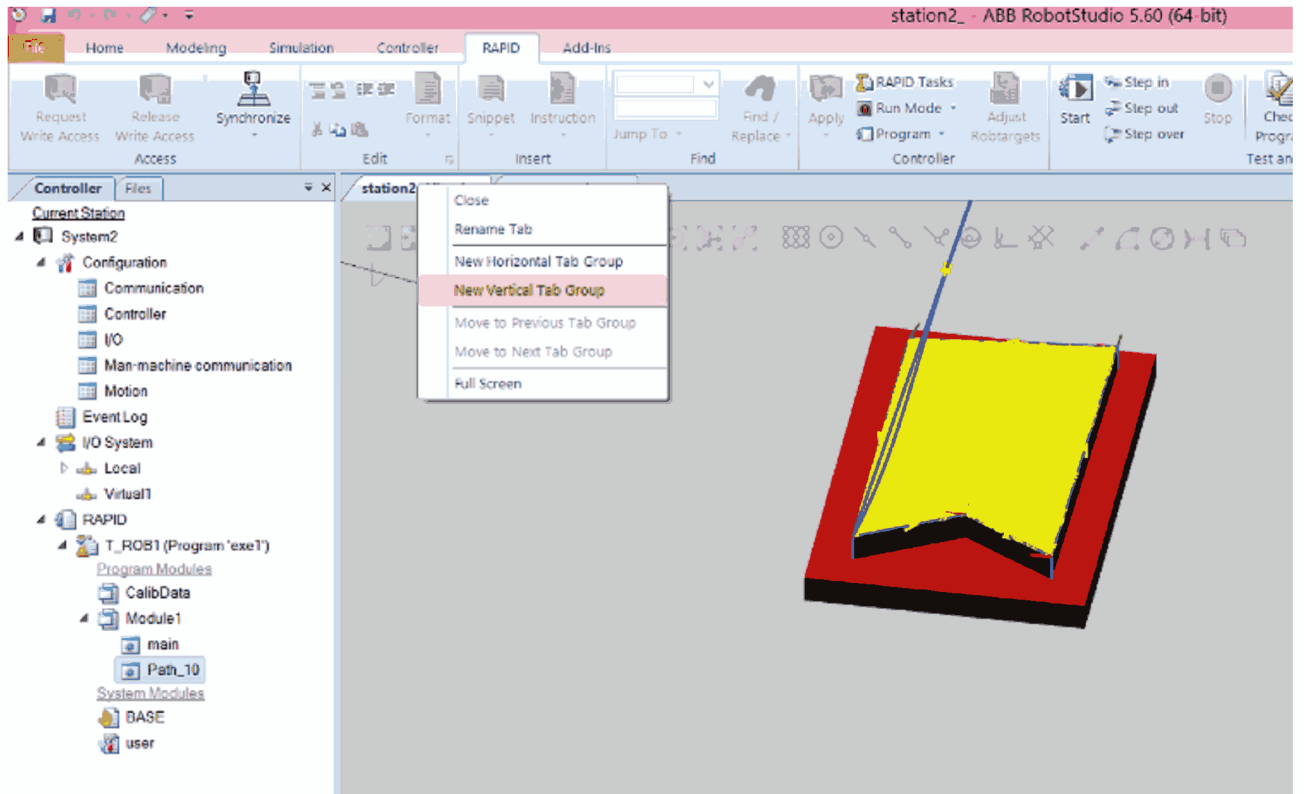 station2_ - ABB RobotStudio 5.60 (64-bit)
File Home Modeling Simulation Controller RAPID Add-Ins
Request Write Access
Release Write Access
Synchronize
Access
Format
Edit
Snippet
Instruction
Insert
Jump To
Find / Replace
Find
Apply
RAPID Tasks
Run Mode
Program
Adjust Robtargets
Controller
Start
Step in
Step out
Step over
Stop
Chec
Progra
Test an
Controller Files
station2_
Current Station
System2
Configuration
Communication
Controller
I/O
Man-machine communication
Motion
Event Log
I/O System
Local
Virtual1
RAPID
T_ROB1 (Program 'exe1')
Program Modules
CalibData
Module1
main
Path_10
System Modules
BASE
user
Close
Rename Tab
New Horizontal Tab Group
New Vertical Tab Group
Move to Previous Tab Group
Move to Next Tab Group
Full Screen